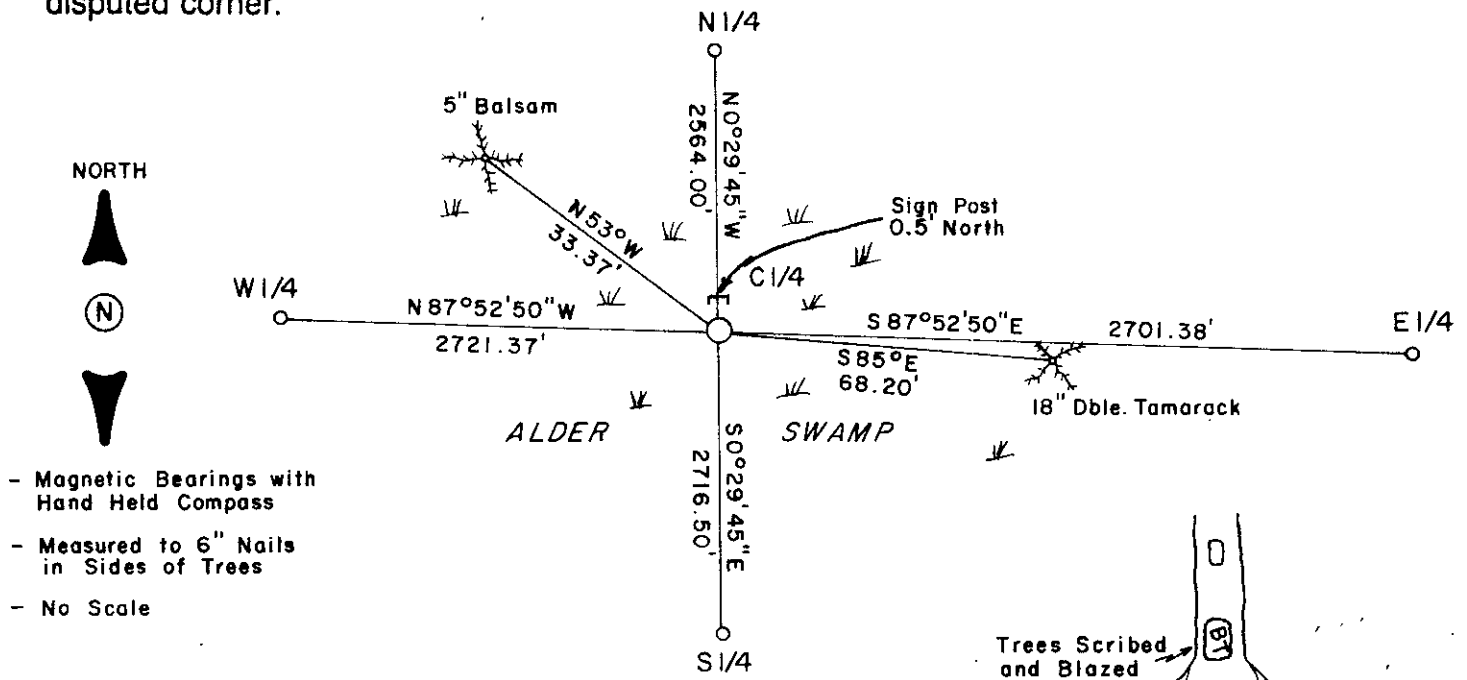 disputed corner.
N1/4
5" Balsam
NORTH
N0°29'45"W
2564.00'
Sign Post
0.5' North
N53°W
33.37'
C1/4
W1/4
N
N87°52'50"W
2721.37'
S87°52'50"E
2701.38'
E1/4
S85°E
68.20'
18" Dble. Tamarack
ALDER SWAMP
S0°29'45"E
2716.50'
- Magnetic Bearings with
Hand Held Compass
- Measured to 6" Nails
in Sides of Trees
- No Scale
S1/4
Trees Scribed
and Blazed
BT